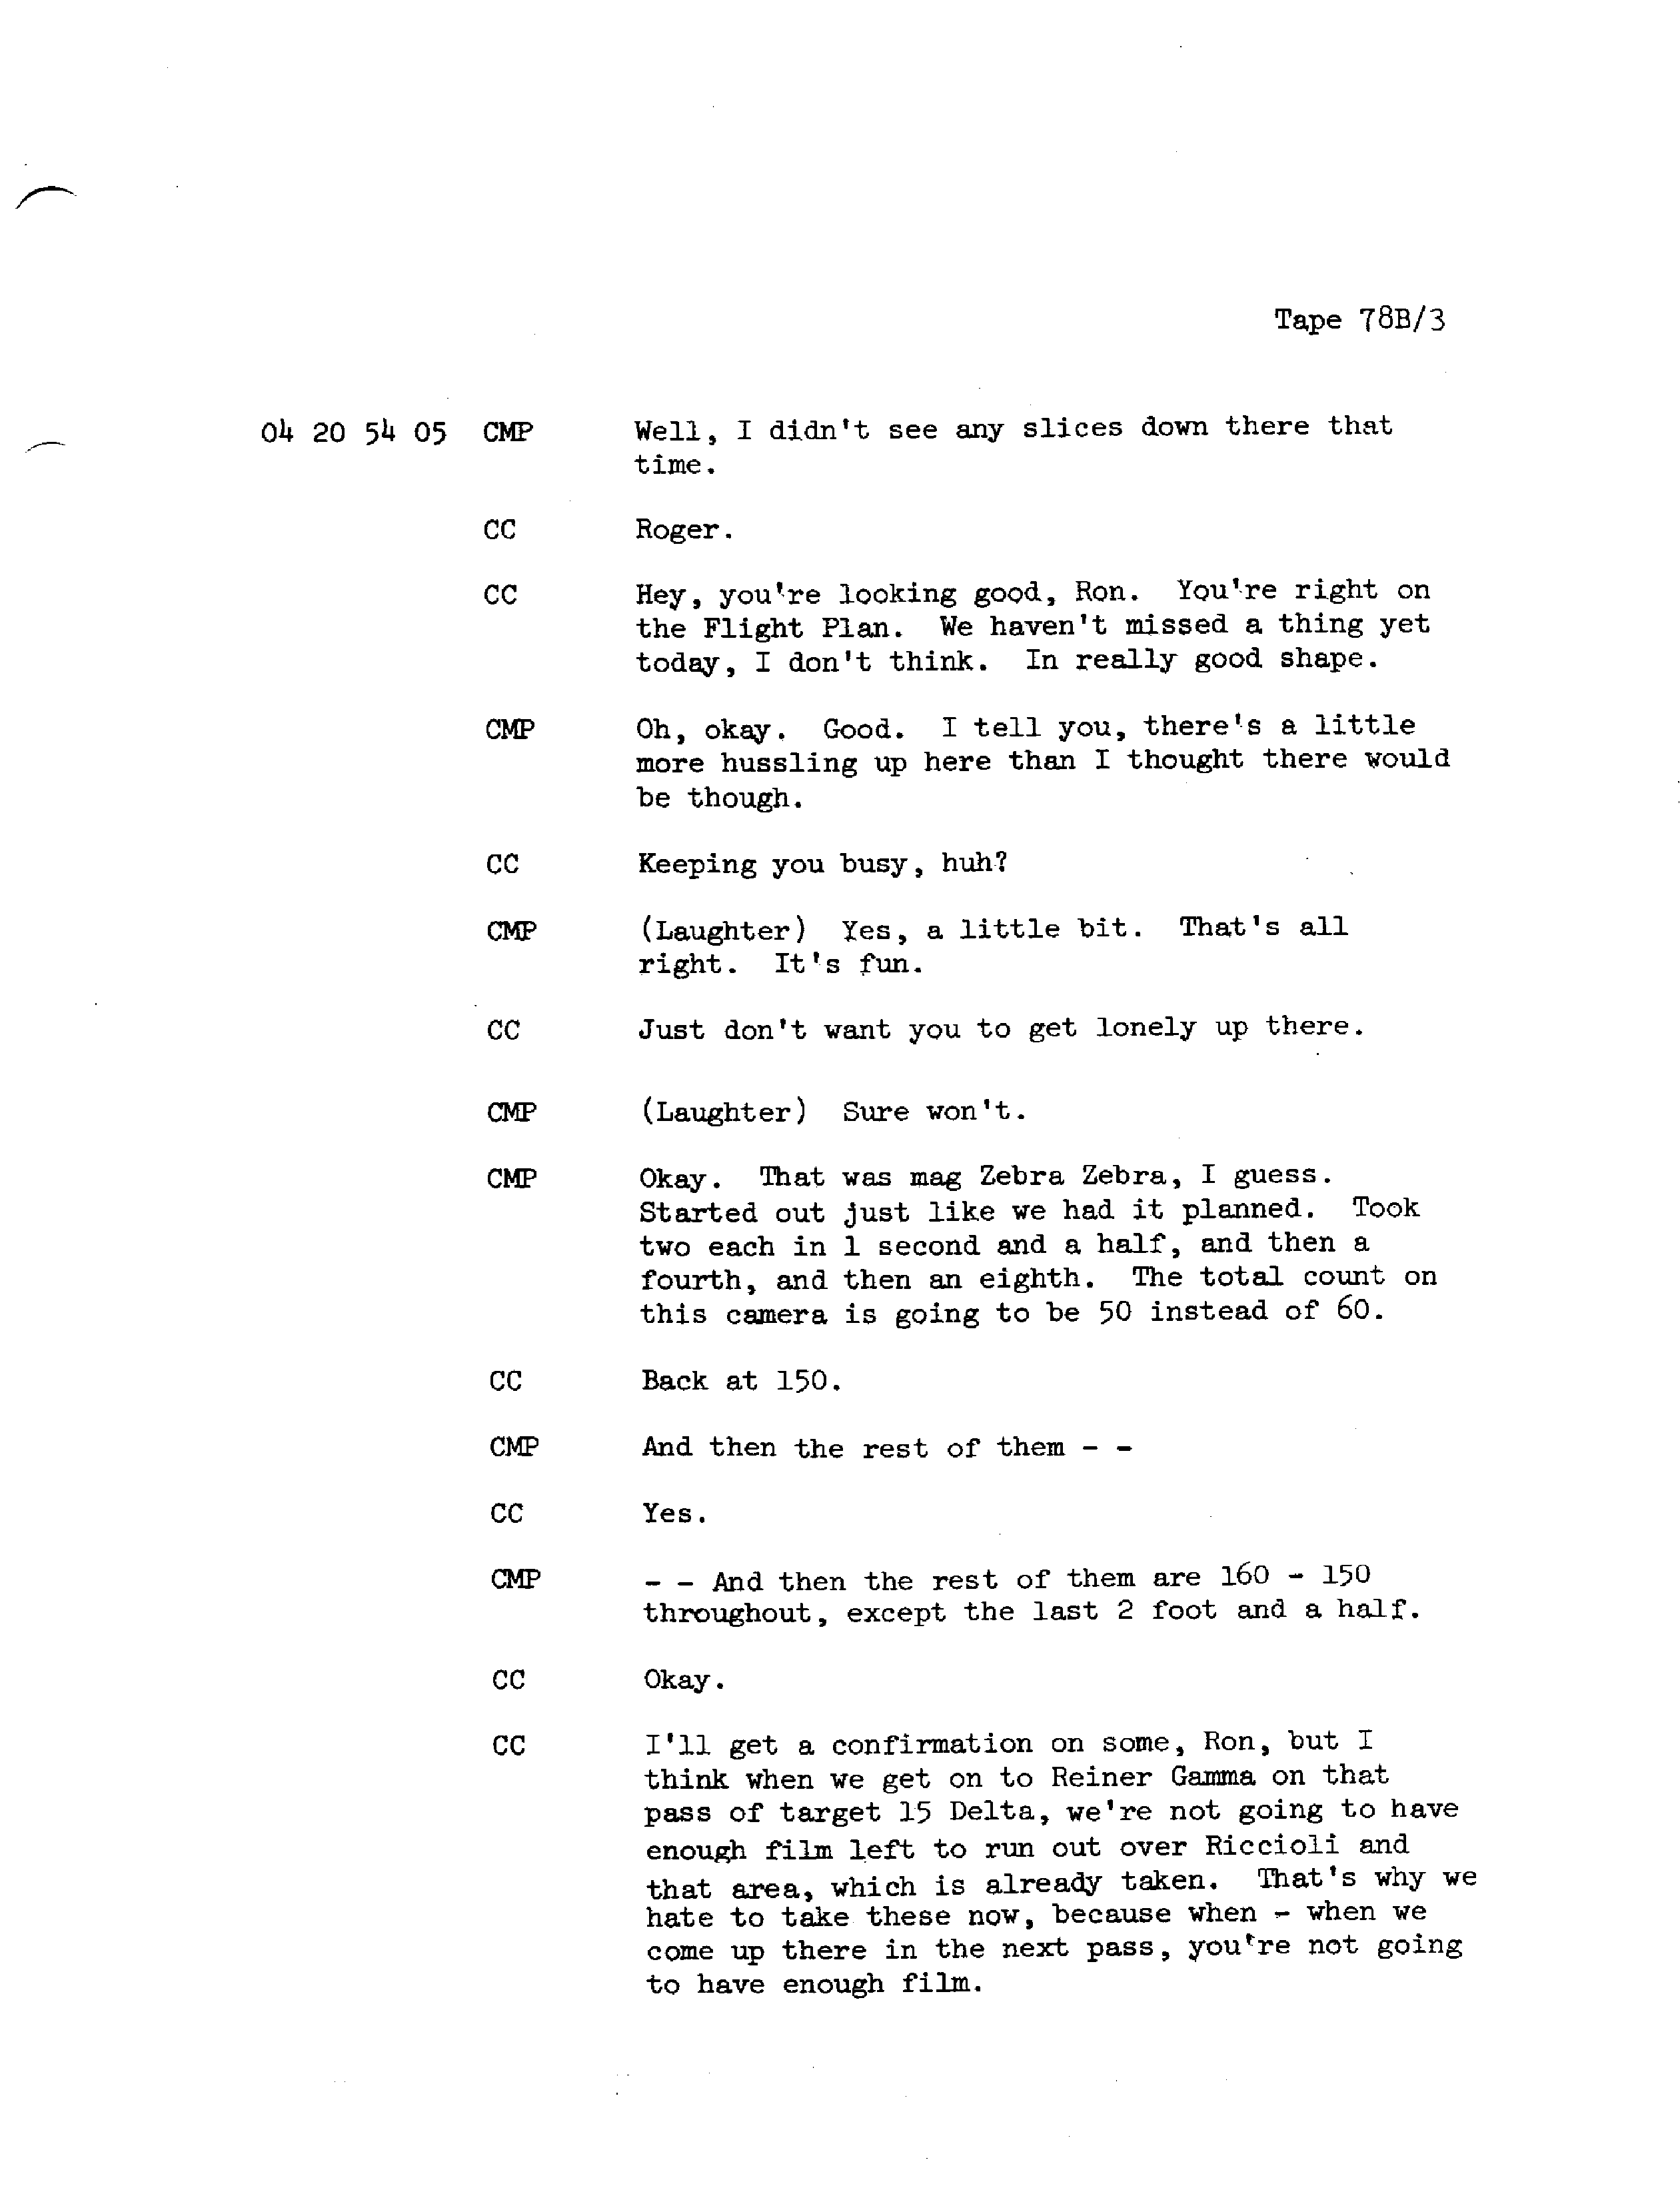 Tape 78B/3
04 20 54 05 CMP Well, I didn't see any slices down there that
time.
CC Roger.
CC Hey, you're looking good, Ron. You're right on
the Flight Plan. We haven't missed a thing yet
today, I don't think. In really good shape.
CMP Oh, okay. Good. I tell you, there's a little
more hussling up here than I thought there would
be though.
CC Keeping you busy, huh?
CMP (Laughter) Yes, a little bit. That's all
right. It's fun.
CC Just don't want you to get lonely up there.
CMP (Laughter) Sure won't.
CMP Okay. That was mag Zebra Zebra, I guess.
Started out just like we had it planned. Took
two each in 1 second and a half, and then a
fourth, and then an eighth. The total count on
this camera is going to be 50 instead of 60.
CC Back at 150.
CMP And then the rest of them - -
CC Yes.
CMP - - And then the rest of them are 160 - 150
throughout, except the last 2 foot and a half.
CC Okay.
CC I'll get a confirmation on some, Ron, but I
think when we get on to Reiner Gamma on that
pass of target 15 Delta, we're not going to have
enough film left to run out over Riccioli and
that area, which is already taken. That's why we
hate to take these now, because when - when we
come up there in the next pass, you're not going
to have enough film.